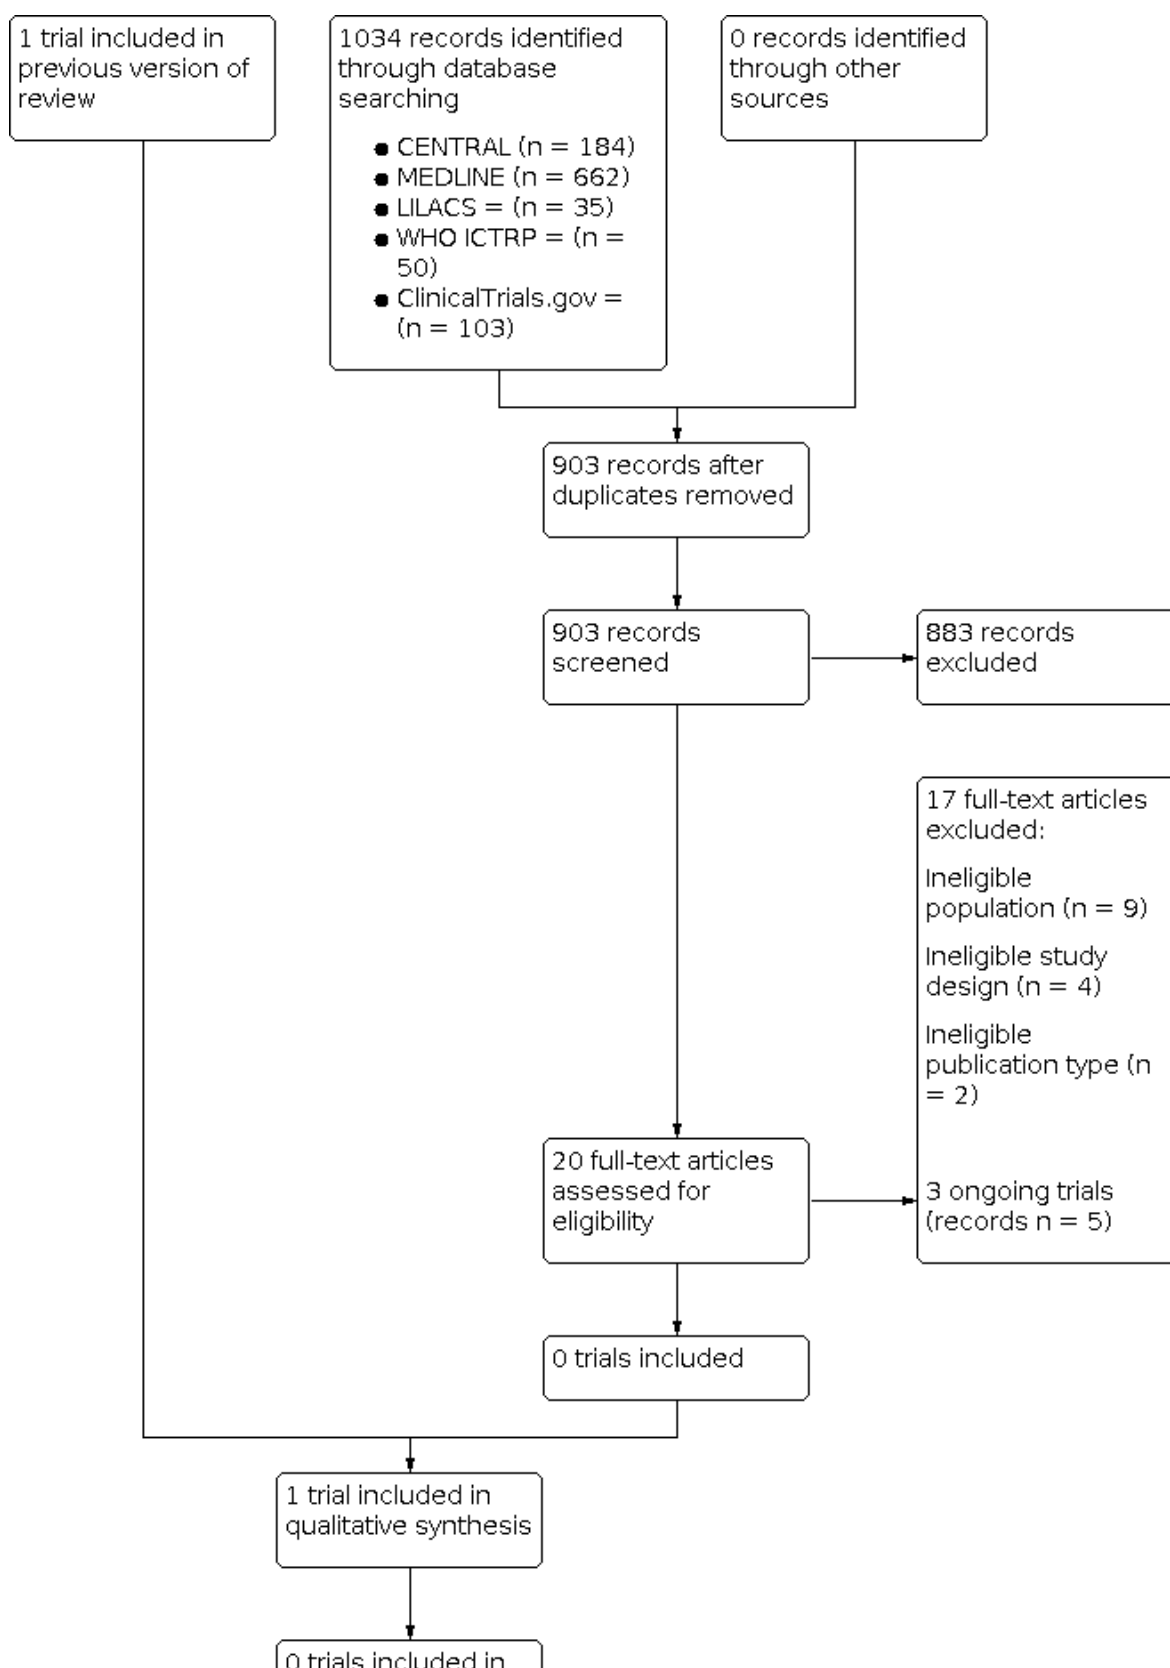 1 trial included in
previous version of
review
1034 records identified
through database
searching
● CENTRAL (n = 184)
● MEDLINE (n = 662)
● LILACS = (n = 35)
● WHO ICTRP = (n =
50)
● ClinicalTrials.gov =
(n = 103)
0 records identified
through other
sources
903 records after
duplicates removed
903 records
screened
883 records
excluded
17 full-text articles
excluded:
Ineligible
population (n = 9)
Ineligible study
design (n = 4)
Ineligible
publication type (n
= 2)
3 ongoing trials
(records n = 5)
20 full-text articles
assessed for
eligibility
0 trials included
1 trial included in
qualitative synthesis
0 trials included in